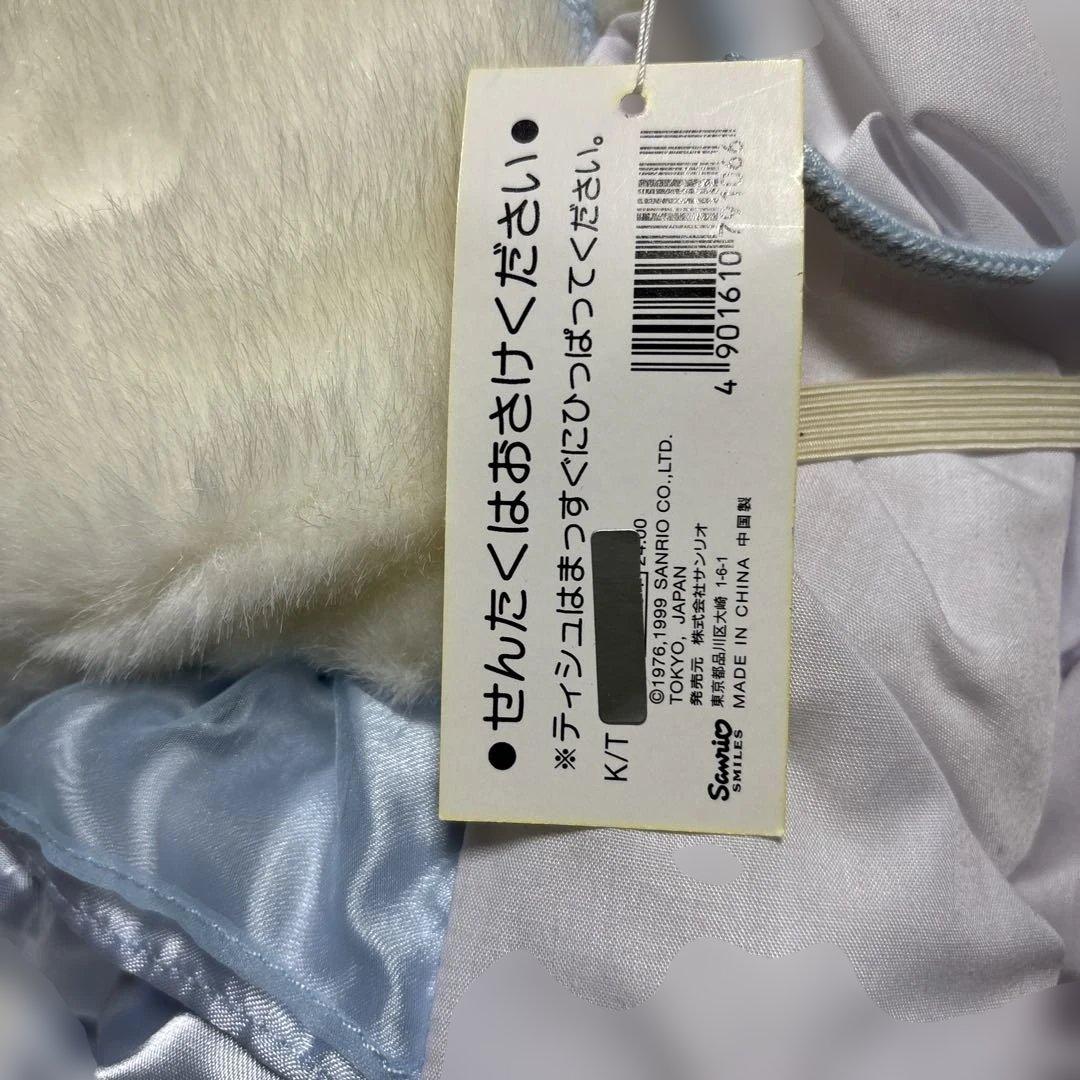 ●せんたくはおさけください●
※ティシュはまっすぐにひっぱってください。
K/T 24.00
©1976,1999 SANRIO CO.,LTD.
TOKYO, JAPAN
発売元 株式会社サンリオ
東京都品川区大崎 1-6-1
MADE IN CHINA 中国製
Sanrio
SMILES
4 901610